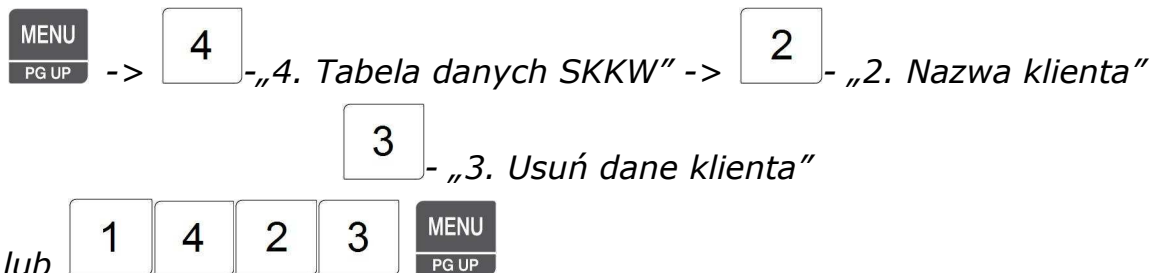 MENU PG UP -> 4 -„4. Tabela danych SKKW” -> 2 - „2. Nazwa klienta”
3 - „3. Usuń dane klienta”
lub 1 4 2 3 MENU PG UP